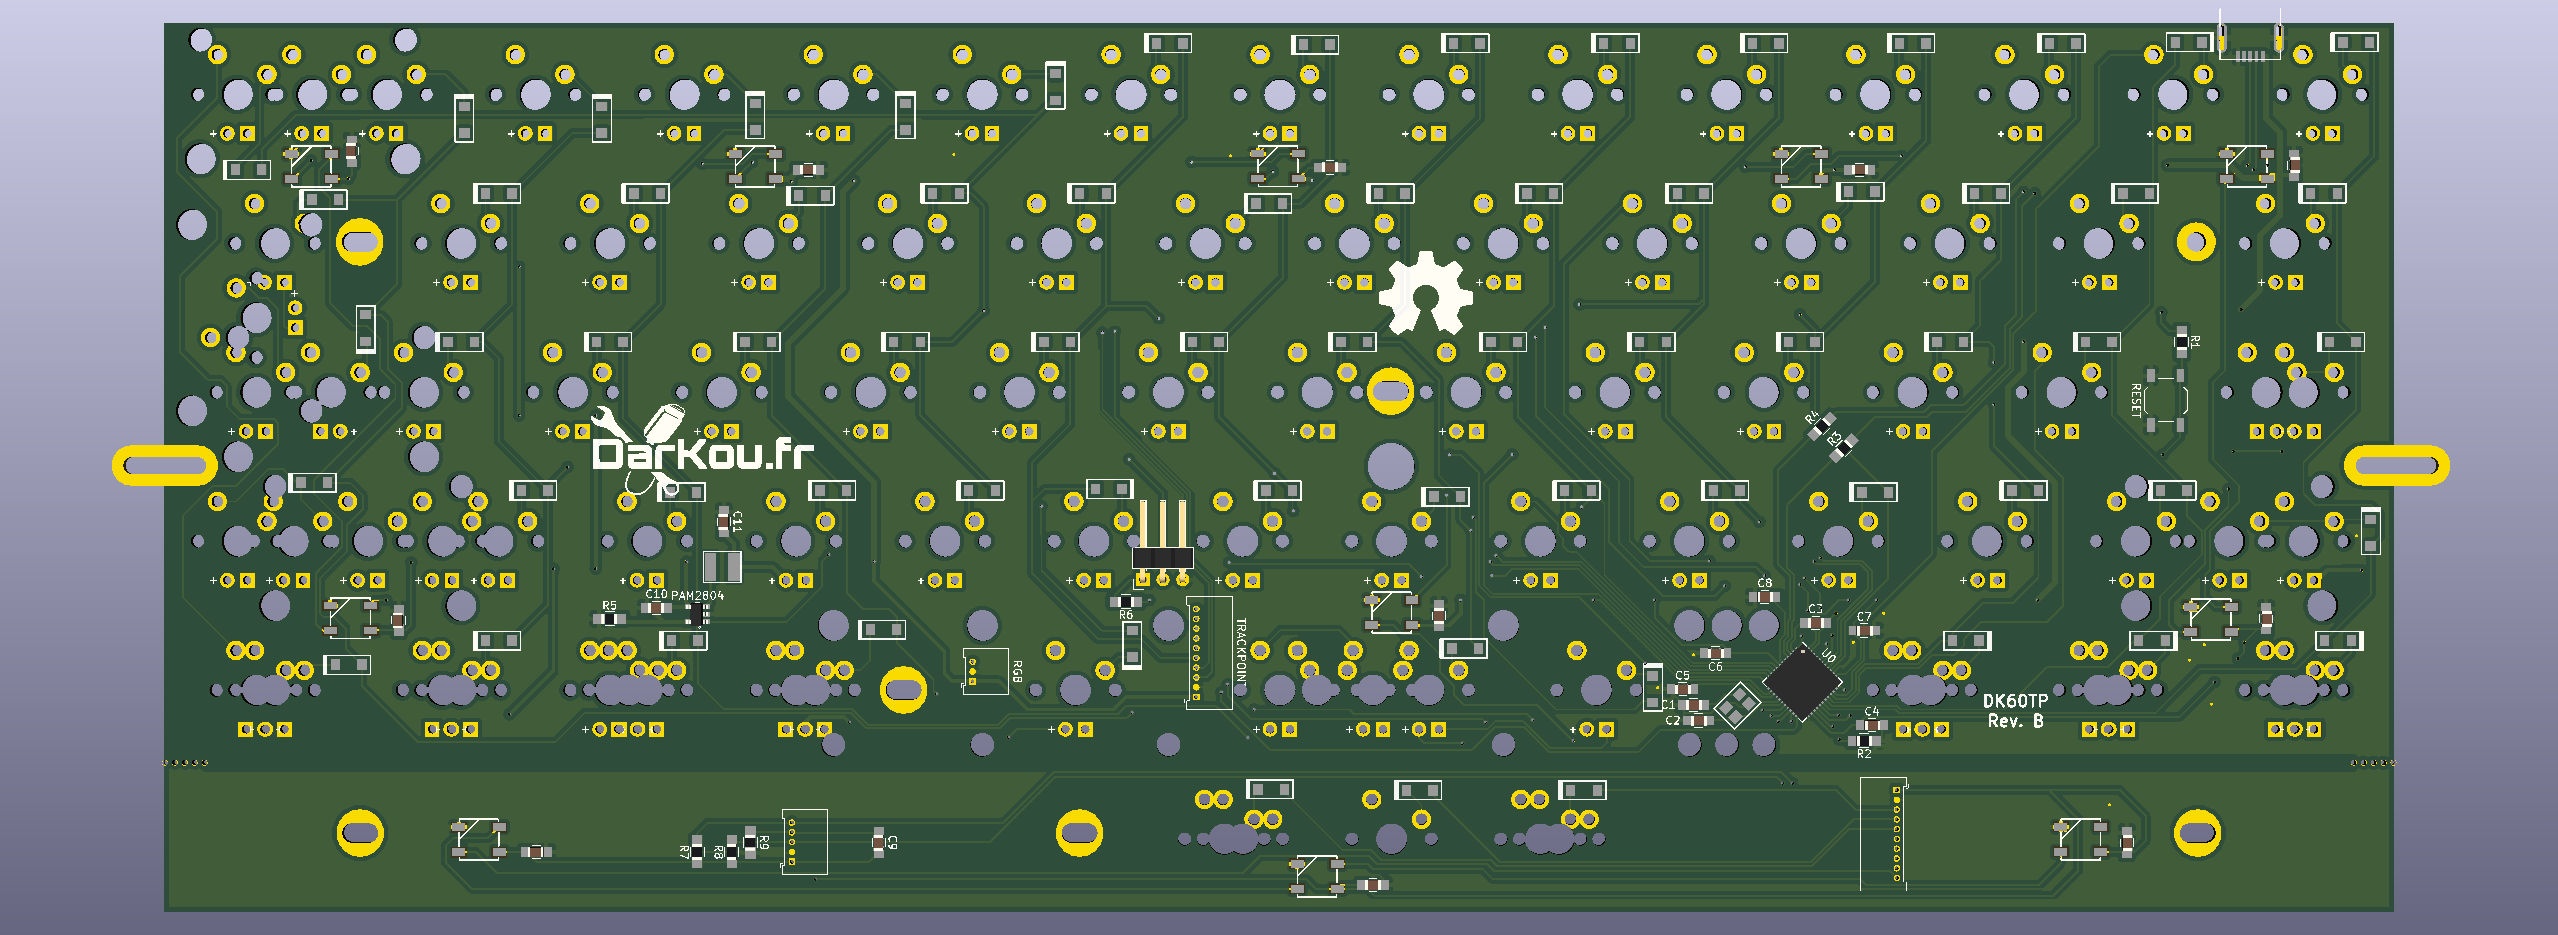 R1
RESET
R4
R3
DarKou.fr
C11
C10
PAM2804
R5
R6
TRACKPOINT
RGB
C8
C3
C7
C6
U0
C5
C1
C2
C4
R2
DK60TP
Rev. B
R7
R8
R9
C9